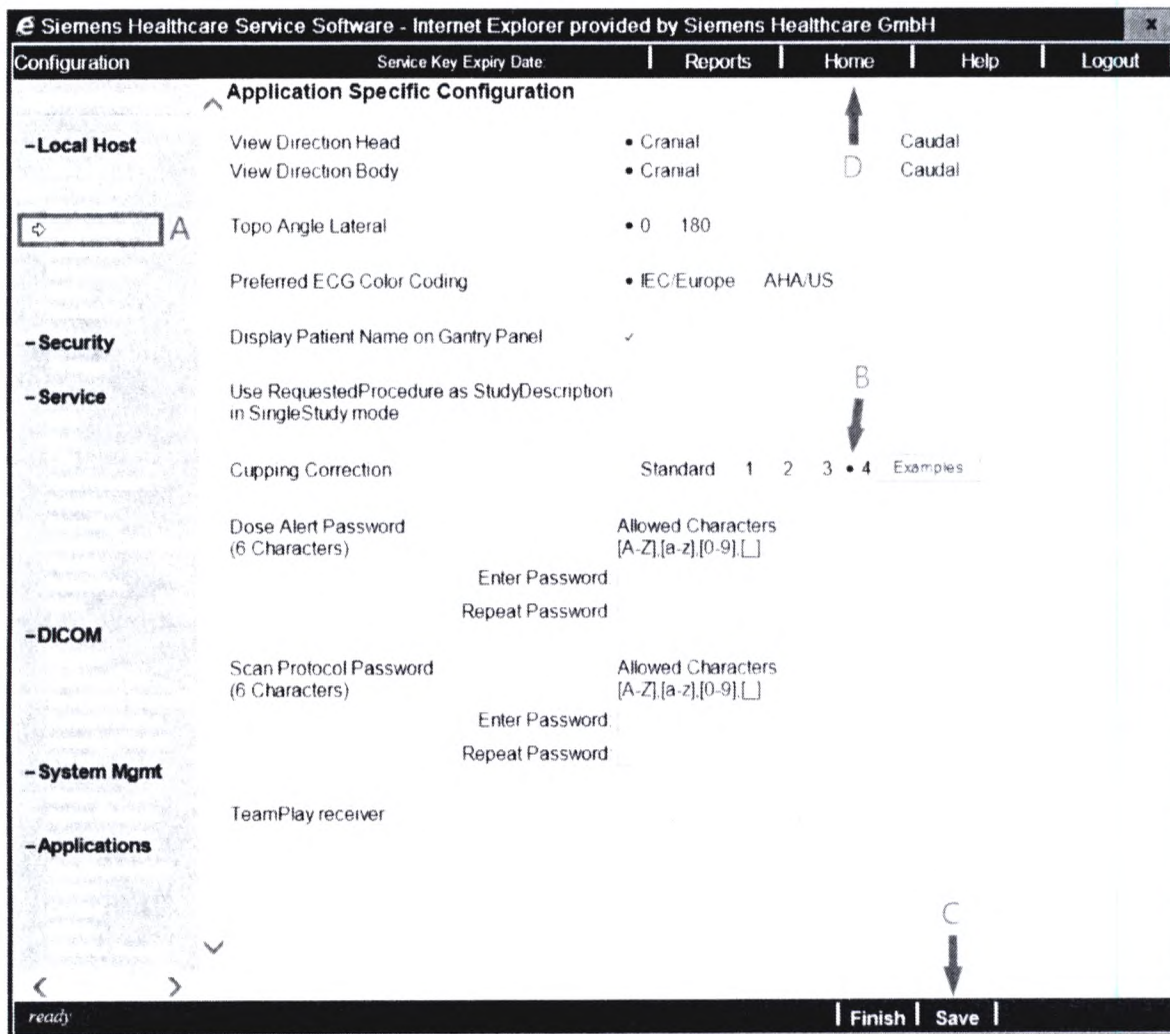 Siemens Healthcare Service Software - Internet Explorer provided by Siemens Healthcare GmbH x
Configuration Service Key Expiry Date: Reports Home Help Logout
Application Specific Configuration
-Local Host
View Direction Head • Cranial Caudal
View Direction Body • Cranial D Caudal
A Topo Angle Lateral • 0 180
Preferred ECG Color Coding • IEC/Europe AHA/US
-Security Display Patient Name on Gantry Panel ✓
B
-Service Use RequestedProcedure as StudyDescription
in SingleStudy mode
Cupping Correction Standard 1 2 3 • 4 Examples
Dose Alert Password Allowed Characters
(6 Characters) [A-Z],[a-z],[0-9],[_]
Enter Password
Repeat Password
-DICOM
Scan Protocol Password Allowed Characters
(6 Characters) [A-Z],[a-z],[0-9],[_]
Enter Password
Repeat Password
-System Mgmt
TeamPlay receiver
-Applications
C
ready Finish Save